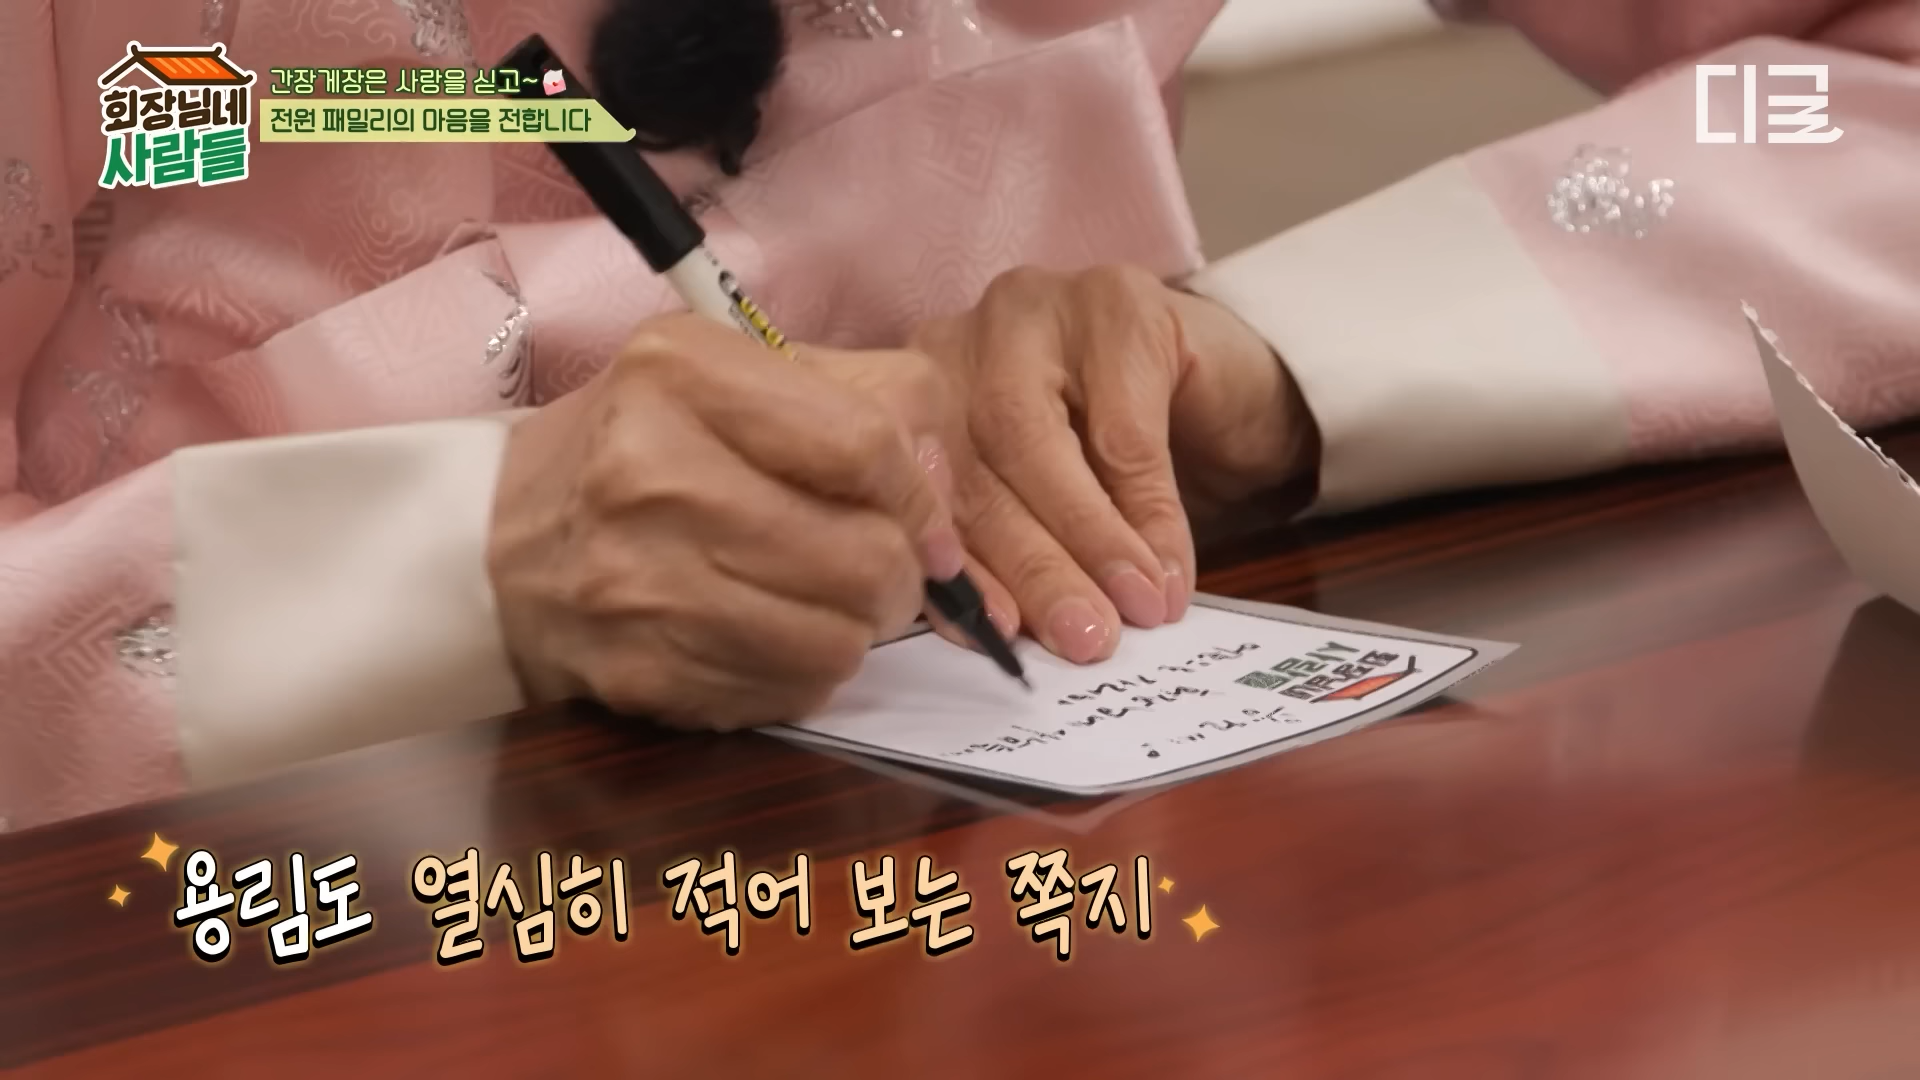 회장님네
사람들
간장게장은 사랑을 싣고~
전원 패밀리의 마음을 전합니다
디글
용림도 열심히 적어 보는 쪽지